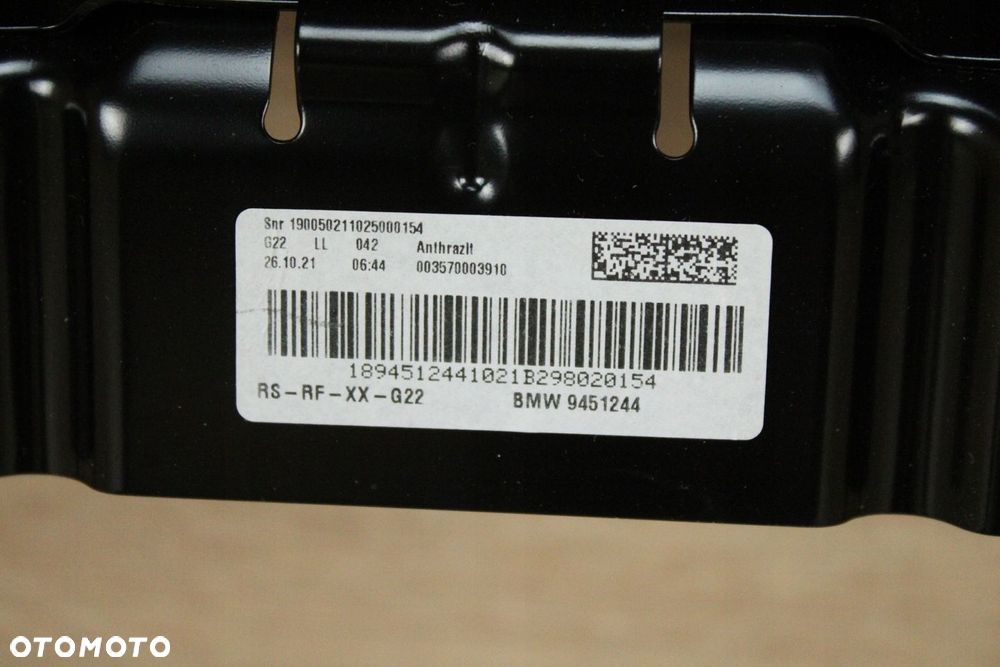 Snr 190050211025000154
G22 LL 042 Anthrazit
26.10.21 06:44 003570003910
1894512441021B298020154
RS-RF-XX-G22 BMW 9451244
OTOMOTO